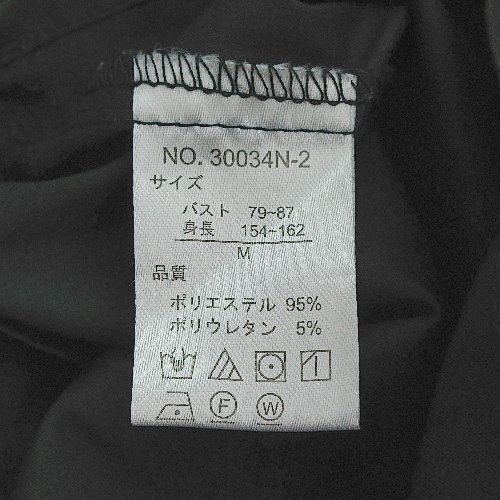 NO. 30034N-2
サイズ
バスト 79~87
身長 154~162
M
品質
ポリエステル 95%
ポリウレタン 5%
F W